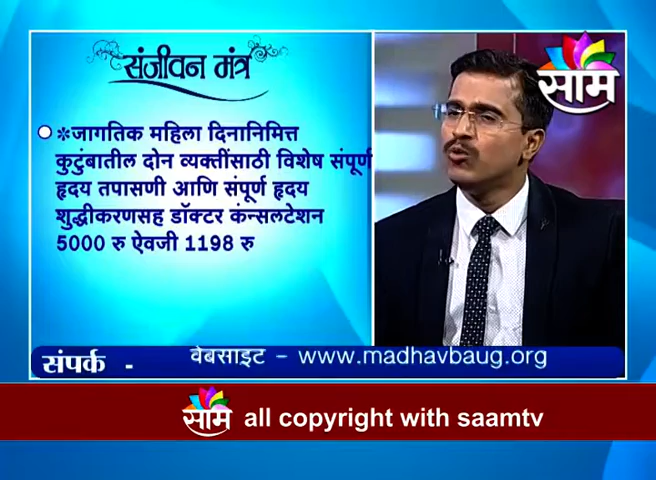 संजीवन मंत्र
साम
*जागतिक महिला दिनानिमित्त
कुटुंबातील दोन व्यक्तींसाठी विशेष संपूर्ण
हृदय तपासणी आणि संपूर्ण हृदय
शुद्धीकरणसह डॉक्टर कंन्सलटेशन
5000 रु ऐवजी 1198 रु
संपर्क - वेबसाइट - www.madhavbaug.org
साम all copyright with saamtv